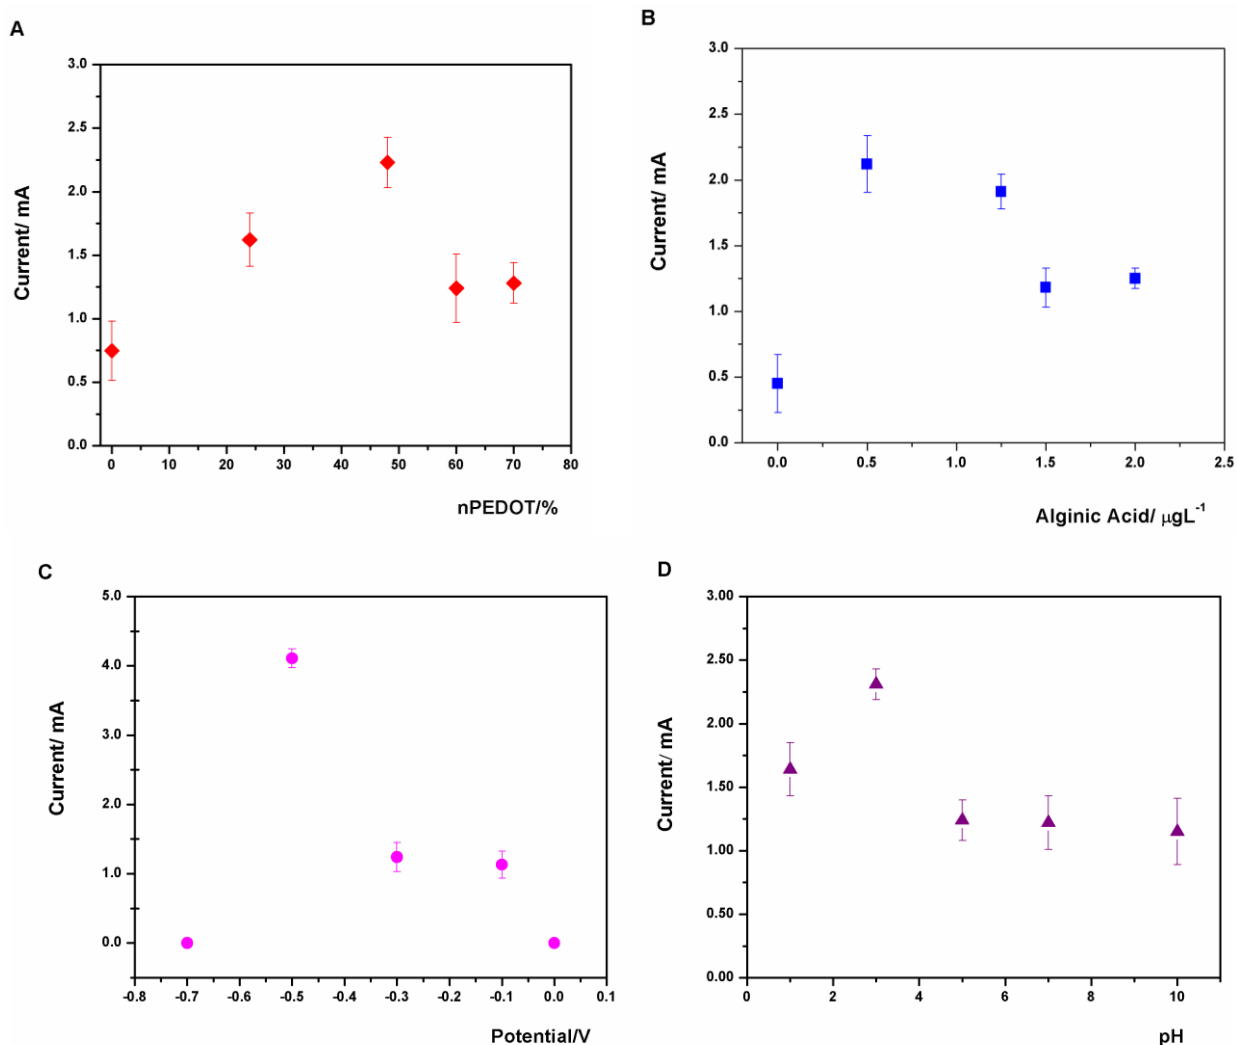 A
3.0
2.5
2.0
1.5
1.0
0.5
0.0
Current/ mA
0 10 20 30 40 50 60 70 80
nPEDOT/%
B
3.0
2.5
2.0
1.5
1.0
0.5
0.0
Current/ mA
0.0 0.5 1.0 1.5 2.0 2.5
Alginic Acid/ µgL⁻¹
C
5.0
4.0
3.0
2.0
1.0
0.0
Current/ mA
-0.8 -0.7 -0.6 -0.5 -0.4 -0.3 -0.2 -0.1 0.0 0.1
Potential/V
D
3.00
2.50
2.00
1.50
1.00
0.50
0.00
Current/ mA
0 2 4 6 8 10
pH